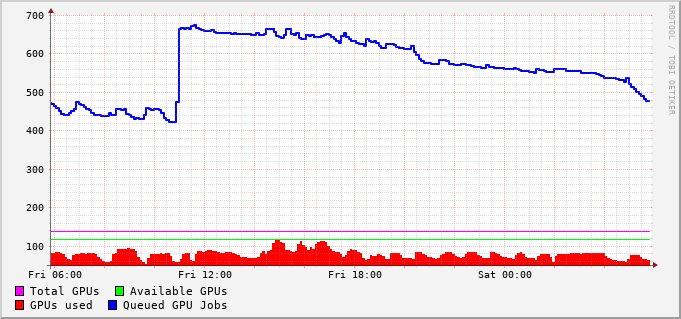 700
600
500
400
300
200
100
Fri 06:00 Fri 12:00 Fri 18:00 Sat 00:00
Total GPUs Available GPUs
GPUs used Queued GPU Jobs
RRDTOOL / TOBI OETIKER